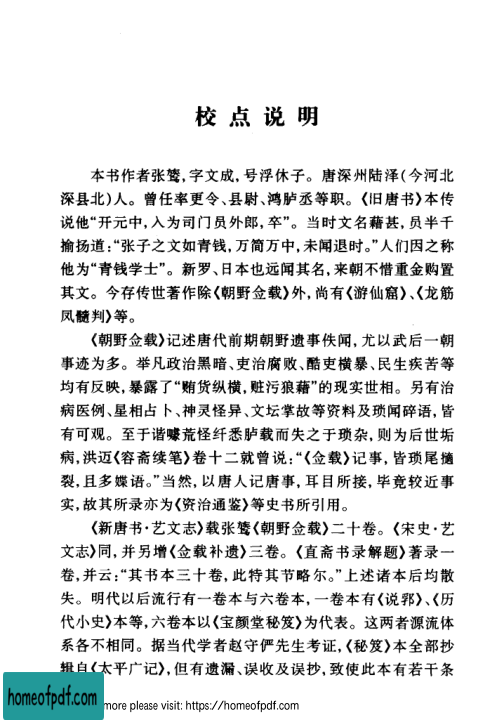 校点说明
本书作者张鷟,字文成,号浮休子。唐深州陆泽(今河北
深县北)人。曾任率更令、县尉、鸿胪丞等职。《旧唐书》本传
说他“开元中,入为司门员外郎,卒”。当时文名藉甚,员半千
揄扬道:“张子之文如青钱,万简万中,未闻退时。”人们因之称
他为“青钱学士”。新罗、日本也远闻其名,来朝不惜重金购置
其文。今存传世著作除《朝野佥载》外,尚有《游仙窟》、《龙筋
凤髓判》等。
《朝野佥载》记述唐代前期朝野遗事佚闻,尤以武后一朝
事迹为多。举凡政治黑暗、吏治腐败、酷吏横暴、民生疾苦等
均有反映,暴露了“贿货纵横,赃污狼藉”的现实世相。另有治
病医例、星相占卜、神灵怪异、文坛掌故等资料及琐闻碎语,皆
有可观。至于谐噱荒怪纤悉胪载而失之于琐杂,则为后世垢
病,洪迈《容斋续笔》卷十二就曾说:“《佥载》记事,皆琐尾擿
裂,且多媟语。”当然,以唐人记唐事,耳目所接,毕竟较近事
实,故其所录亦为《资治通鉴》等史书所引用。
《新唐书·艺文志》载张鷟《朝野佥载》二十卷。《宋史·艺
文志》同,并另增《佥载补遗》三卷。《直斋书录解题》著录一
卷,并云:“其书本三十卷,此特其节略尔。”上述诸本后均散
失。明代以后流行有一卷本与六卷本,一卷本有《说郛》、《历
代小史》本等,六卷本以《宝颜堂秘笈》为代表。这两者源流体
系各不相同。据当代学者赵守俨先生考证,《秘笈》本全部抄
辑自《太平广记》,但有遗漏、误收及误抄,致使此本有若干条
homeofpdf.com
more please visit: https://homeofpdf.com